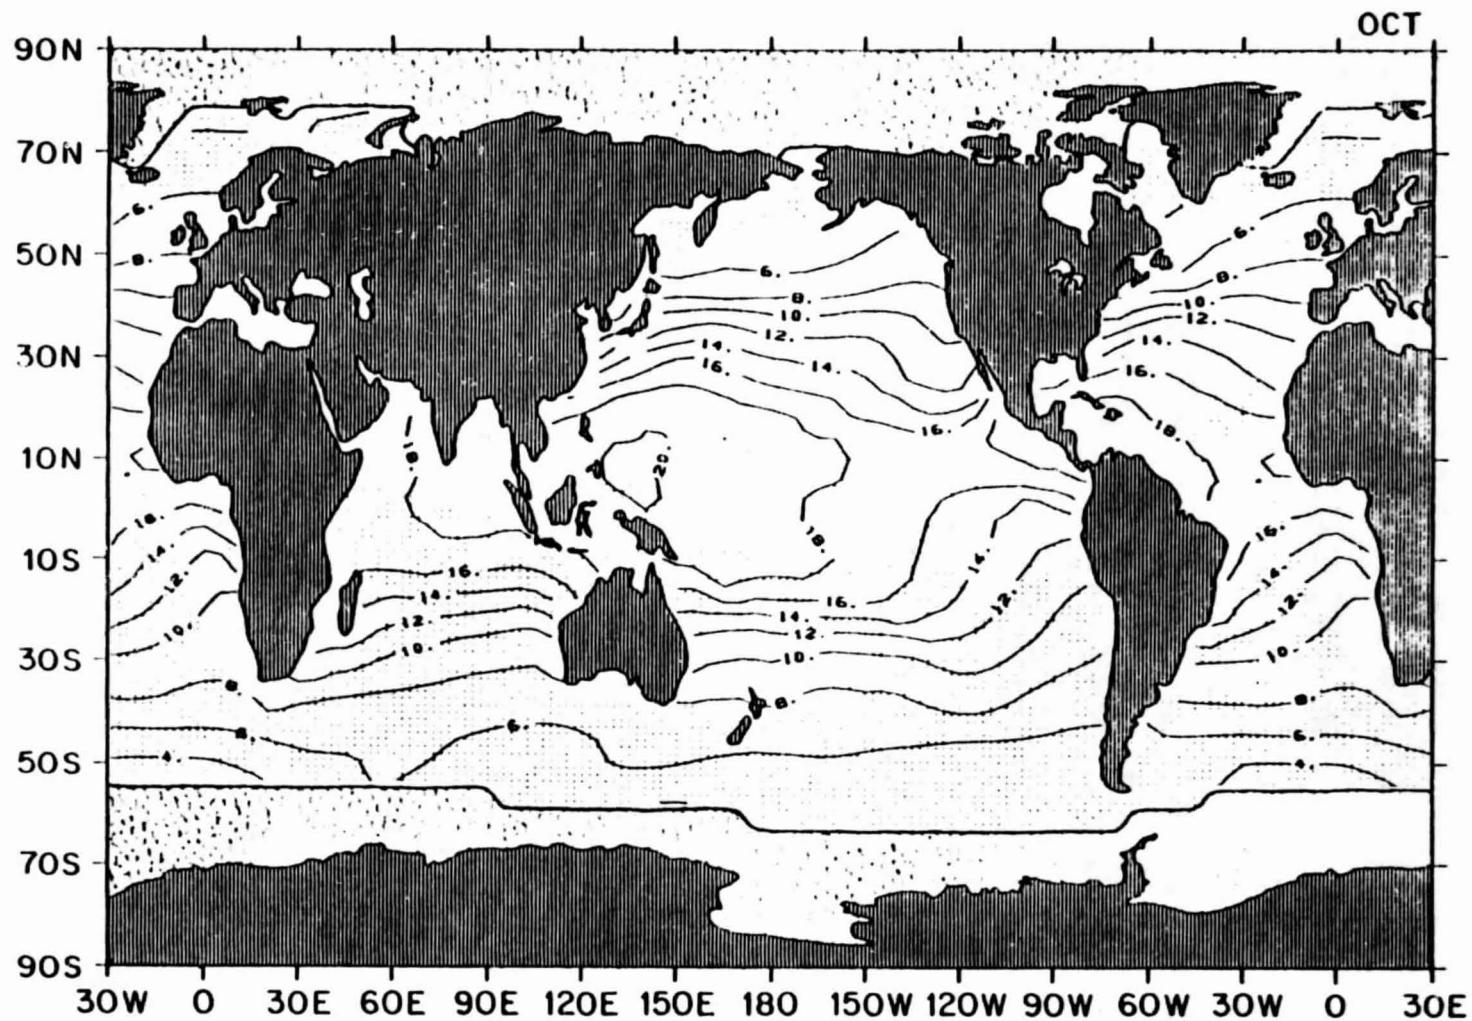 OCT
90N
70N
50N
30N
10N
10S
30S
50S
70S
90S
30W 0 30E 60E 90E 120E 150E 180 150W 120W 90W 60W 30W 0 30E
6. 6. 6. 6.
8. 8. 8.
10. 10.
12. 12.
14. 14. 14.
16. 16. 16.
18. 20. 18.
18.
16. 16. 16. 16.
14. 14. 14. 14. 14.
12. 12. 12. 12. 12.
10. 10. 10. 10.
8. 8. 8.
6. 6.
4. 4.